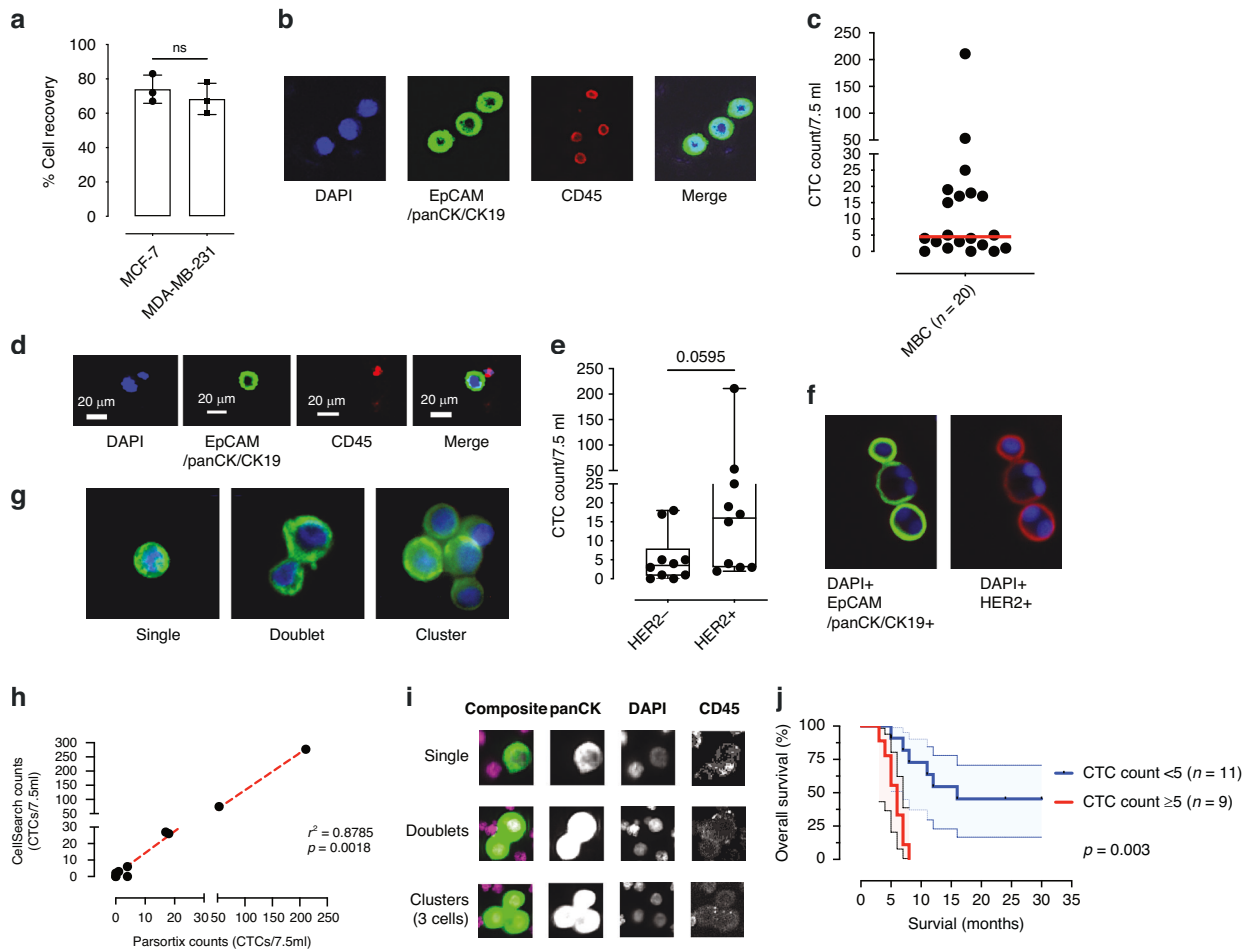 a
ns
100
80
60
40
20
0
% Cell recovery
MCF-7
MDA-MB-231
b
DAPI
EpCAM
/panCK/CK19
CD45
Merge
c
250
200
150
100
50
30
25
20
15
10
5
0
CTC count/7.5 ml
MBC (n = 20)
d
20 µm
20 µm
20 µm
20 µm
DAPI
EpCAM
/panCK/CK19
CD45
Merge
e
0.0595
250
200
150
100
50
25
20
15
10
5
0
CTC count/7.5 ml
HER2–
HER2+
f
DAPI+
EpCAM
/panCK/CK19+
DAPI+
HER2+
g
Single
Doublet
Cluster
h
300
250
200
150
100
50
30
20
10
0
CellSearch counts
(CTCs/7.5ml)
r² = 0.8785
p = 0.0018
0 10 20 30 50 100 150 200 250
Parsortix counts (CTCs/7.5ml)
i
Composite panCK DAPI CD45
Single
Doublets
Clusters
(3 cells)
j
100
75
50
25
0
Overall survival (%)
CTC count <5 (n = 11)
CTC count ≥5 (n = 9)
p = 0.003
0 5 10 15 20 25 30 35
Survial (months)